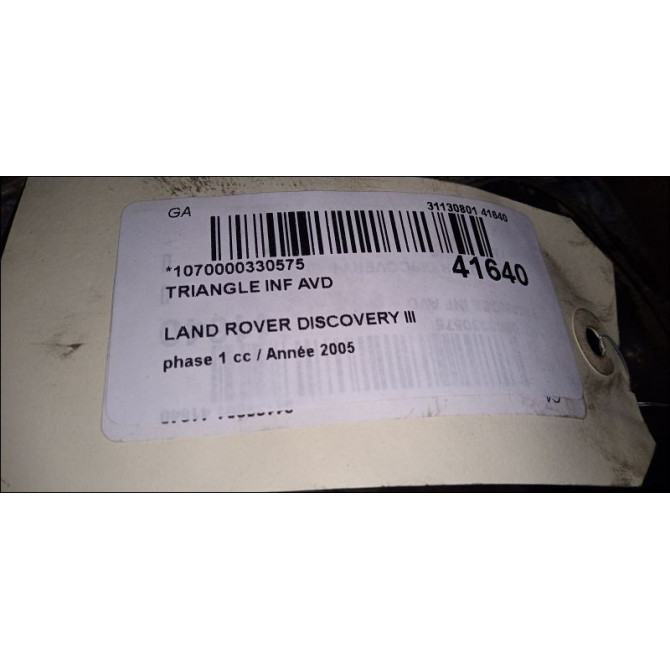 GA
31130801 41640
*1070000330575
41640
TRIANGLE INF AVD
LAND ROVER DISCOVERY III
phase 1 cc / Année 2005